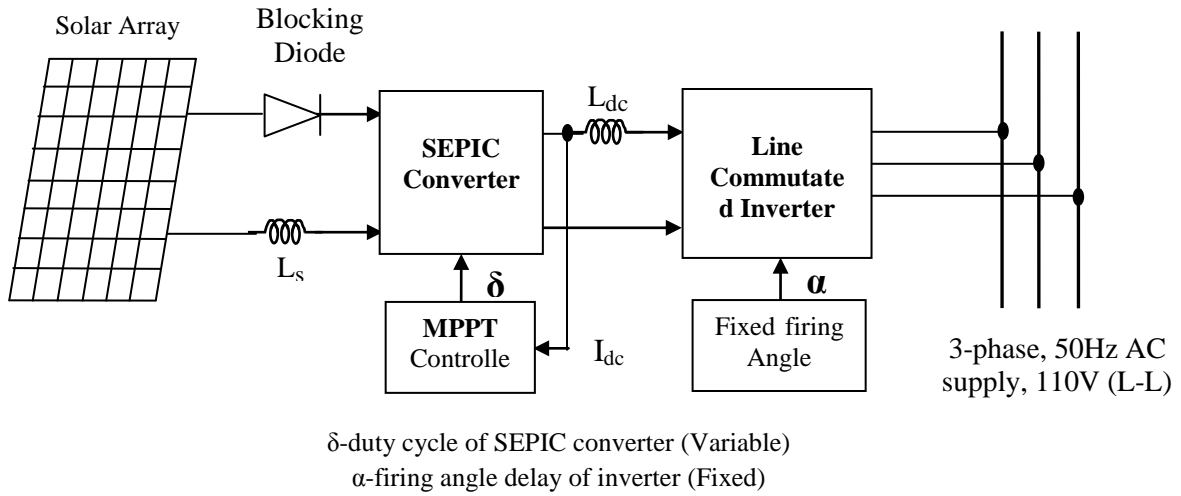 Solar Array
Blocking
Diode
SEPIC
Converter
L_dc
Line
Commutate
d Inverter
L_s
δ
α
MPPT
Controlle
I_dc
Fixed firing
Angle
3-phase, 50Hz AC
supply, 110V (L-L)
δ-duty cycle of SEPIC converter (Variable)
α-firing angle delay of inverter (Fixed)